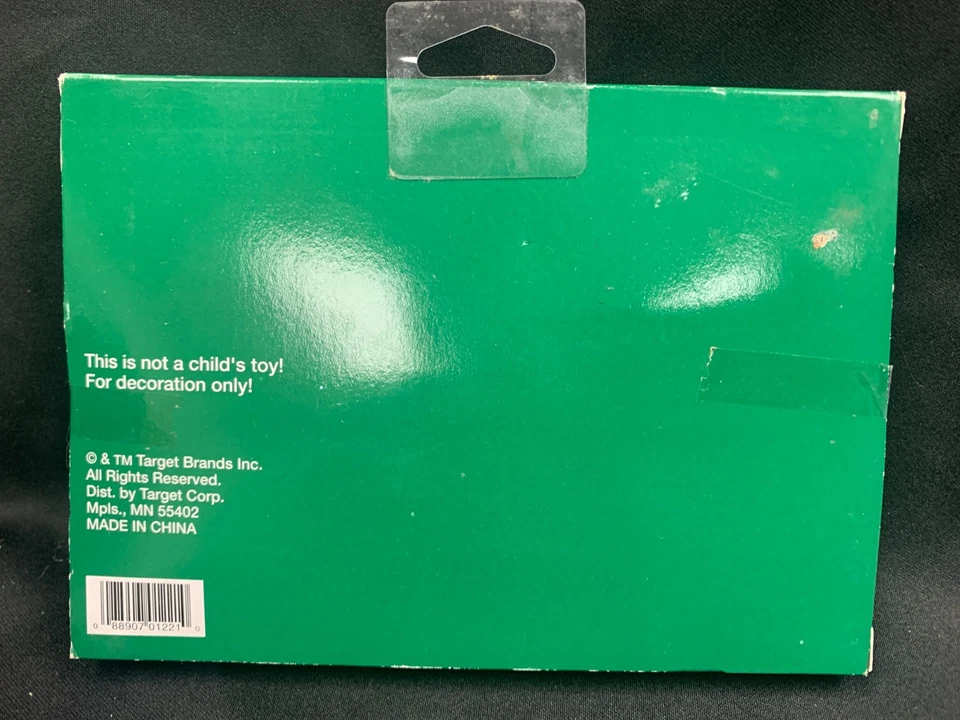 This is not a child's toy!
For decoration only!
© & TM Target Brands Inc.
All Rights Reserved.
Dist. by Target Corp.
Mpls., MN 55402
MADE IN CHINA
0 88907 01221 0